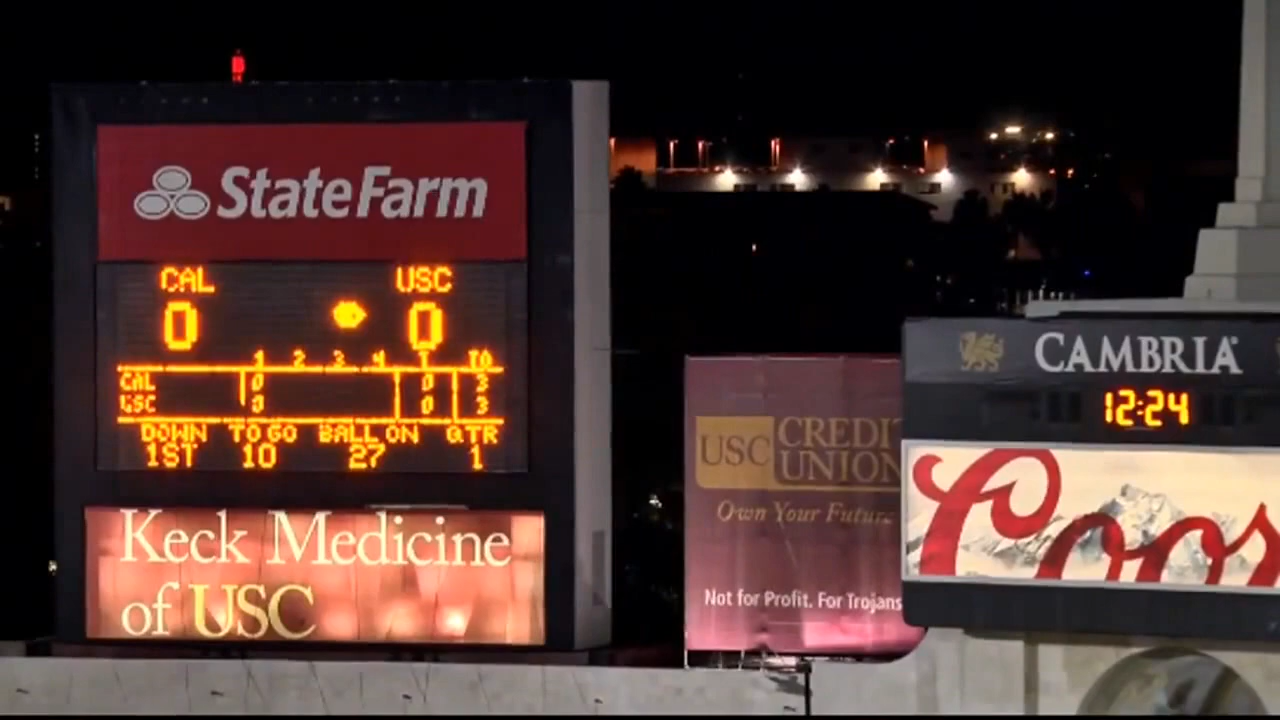 StateFarm
CAL USC
0 0
1 2 3 4 T TO
CAL 0 0 3
USC 0 0 3
DOWN TO GO BALL ON QTR
1ST 10 27 1
Keck Medicine
of USC
USC CREDIT
UNION
Own Your Future
Not for Profit. For Trojans
CAMBRIA
12:24
Coors